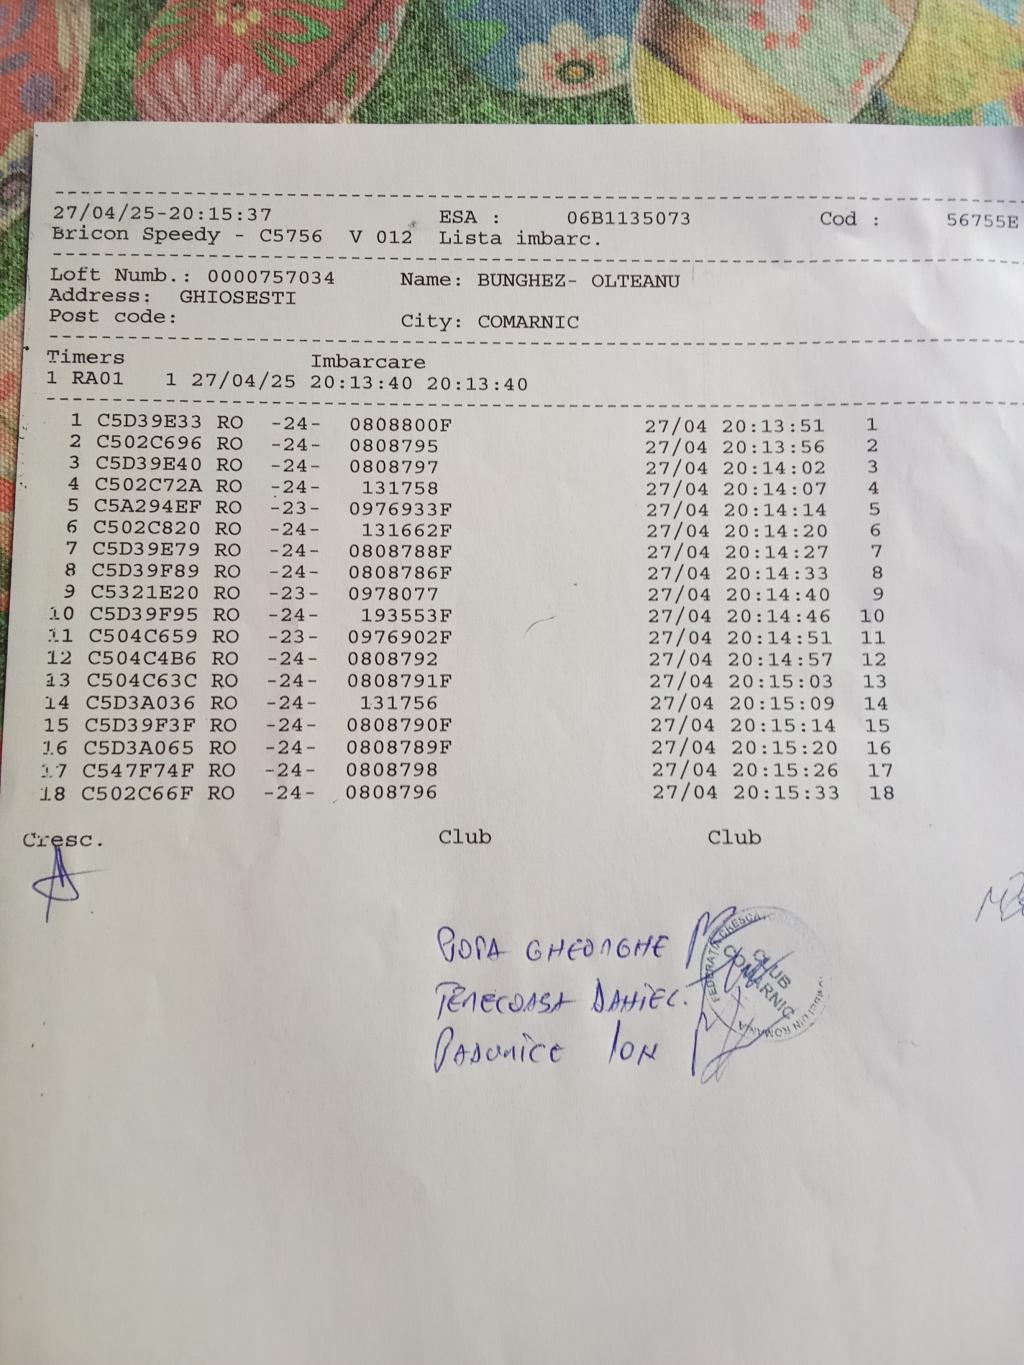 27/04/25-20:15:37 ESA : 06B1135073 Cod : 56755E
Bricon Speedy - C5756 V 012 Lista imbarc.
Loft Numb.: 0000757034 Name: BUNGHEZ- OLTEANU
Address: GHIOSESTI
Post code: City: COMARNIC
Timers Imbarcare
1 RA01 1 27/04/25 20:13:40 20:13:40
1 C5D39E33 RO -24- 0808800F 27/04 20:13:51 1
2 C502C696 RO -24- 0808795 27/04 20:13:56 2
3 C5D39E40 RO -24- 0808797 27/04 20:14:02 3
4 C502C72A RO -24- 131758 27/04 20:14:07 4
5 C5A294EF RO -23- 0976933F 27/04 20:14:14 5
6 C502C820 RO -24- 131662F 27/04 20:14:20 6
7 C5D39E79 RO -24- 0808788F 27/04 20:14:27 7
8 C5D39F89 RO -24- 0808786F 27/04 20:14:33 8
9 C5321E20 RO -23- 0978077 27/04 20:14:40 9
10 C5D39F95 RO -24- 193553F 27/04 20:14:46 10
11 C504C659 RO -23- 0976902F 27/04 20:14:51 11
12 C504C4B6 RO -24- 0808792 27/04 20:14:57 12
13 C504C63C RO -24- 0808791F 27/04 20:15:03 13
14 C5D3A036 RO -24- 131756 27/04 20:15:09 14
15 C5D39F3F RO -24- 0808790F 27/04 20:15:14 15
16 C5D3A065 RO -24- 0808789F 27/04 20:15:20 16
17 C547F74F RO -24- 0808798 27/04 20:15:26 17
18 C502C66F RO -24- 0808796 27/04 20:15:33 18
Cresc. Club Club
POPA GHEORGHE
DANIEL
ION
CLUB
COMARNIC